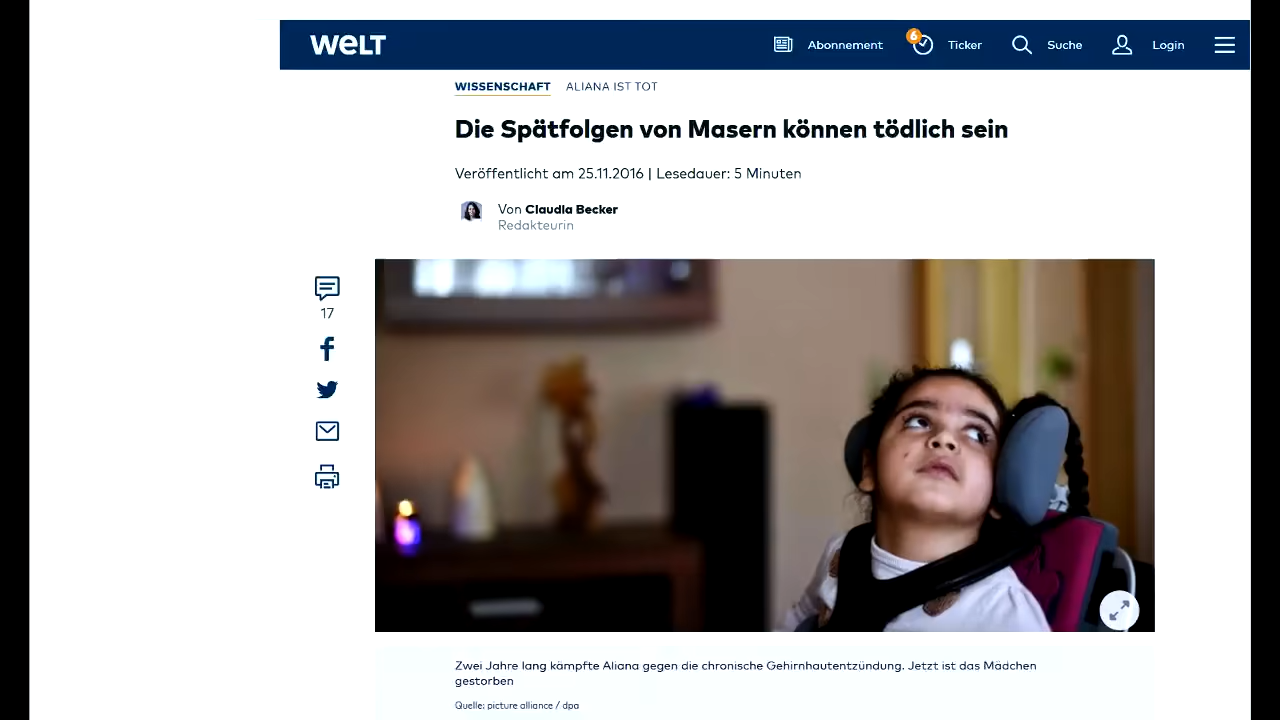 WELT
Abonnement
6
Ticker
Suche
Login
WISSENSCHAFT ALIANA IST TOT
Die Spätfolgen von Masern können tödlich sein
Veröffentlicht am 25.11.2016 | Lesedauer: 5 Minuten
Von Claudia Becker
Redakteurin
17
Zwei Jahre lang kämpfte Aliana gegen die chronische Gehirnhautentzündung. Jetzt ist das Mädchen
gestorben
Quelle: picture alliance / dpa